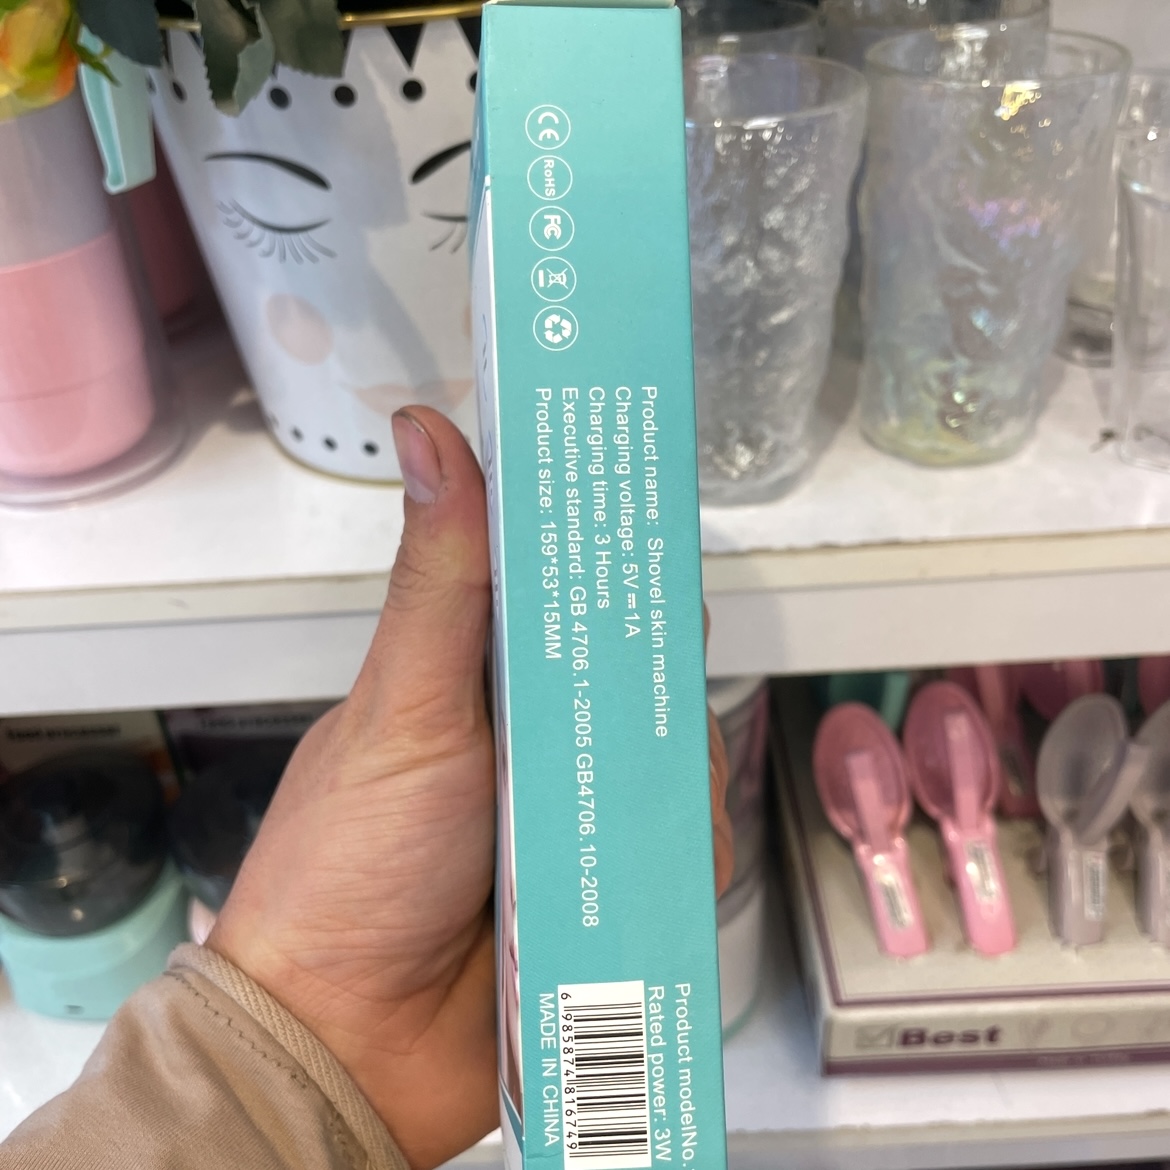 CE
RoHS
FC
Product name: Shovel skin machine
Charging voltage: 5V⎓1A
Charging time: 3 Hours
Executive standard: GB 4706.1-2005 GB4706.10-2008
Product size: 159*53*15MM
Product modelNo.:
Rated power: 3W
6 985874 816749
MADE IN CHINA
Best